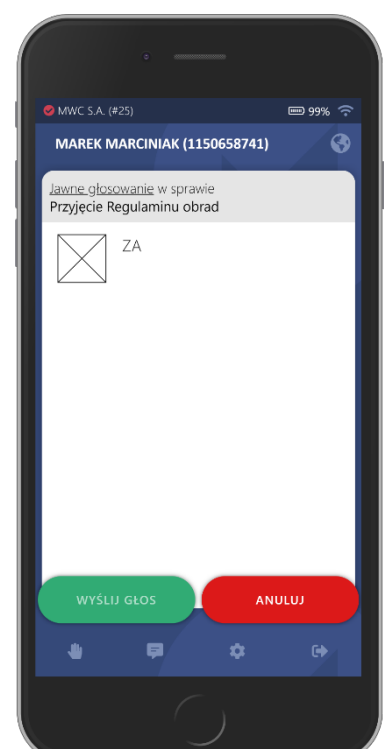 MWC S.A. (#25) 99%
MAREK MARCINIAK (1150658741)
Jawne głosowanie w sprawie
Przyjęcie Regulaminu obrad
ZA
WYŚLIJ GŁOS ANULUJ